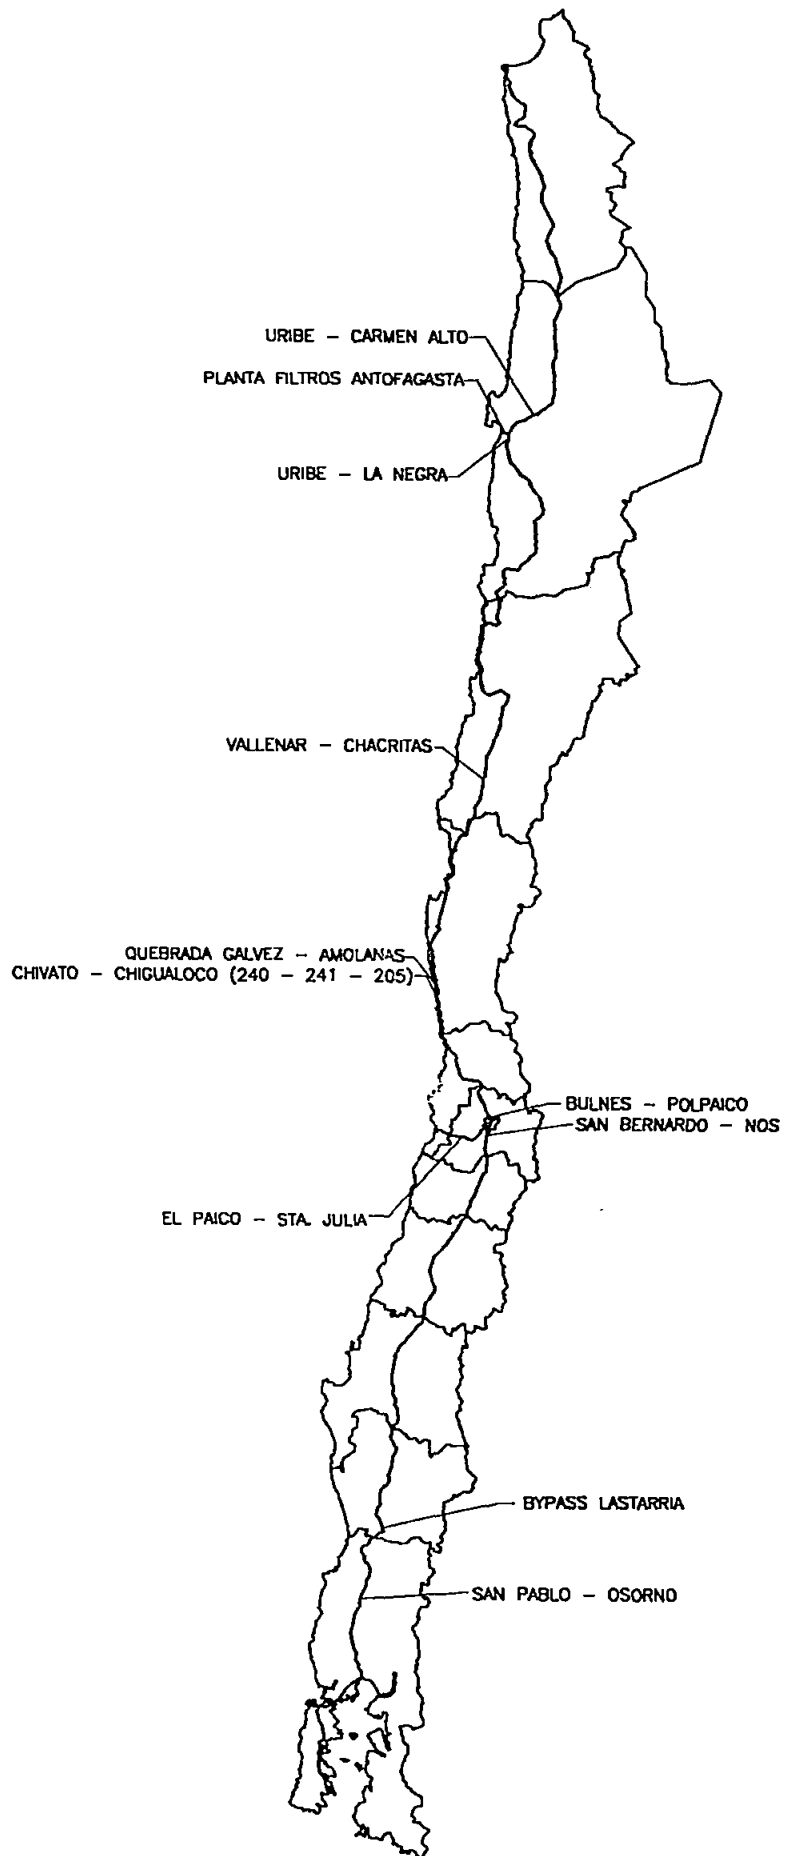 URIBE – CARMEN ALTO
PLANTA FILTROS ANTOFAGASTA
URIBE – LA NEGRA
VALLENAR – CHACRITAS
QUEBRADA GALVEZ – AMOLANAS
CHIVATO – CHIGUALOCO (240 – 241 – 205)
BULNES – POLPAICO
SAN BERNARDO – NOS
EL PAICO – STA. JULIA
BYPASS LASTARRIA
SAN PABLO – OSORNO